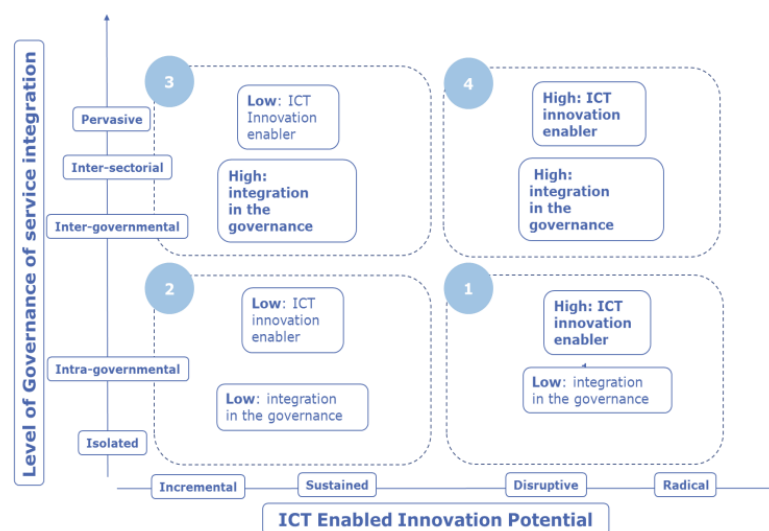 Level of Governance of service integration
Pervasive
Inter-sectorial
Inter-governmental
Intra-governmental
Isolated
3
Low: ICT
Innovation
enabler
High:
integration
in the
governance
4
High: ICT
innovation
enabler
High:
integration
in the
governance
2
Low: ICT
innovation
enabler
Low: integration
in the governance
1
High: ICT
innovation
enabler
Low: integration
in the governance
Incremental
Sustained
Disruptive
Radical
ICT Enabled Innovation Potential